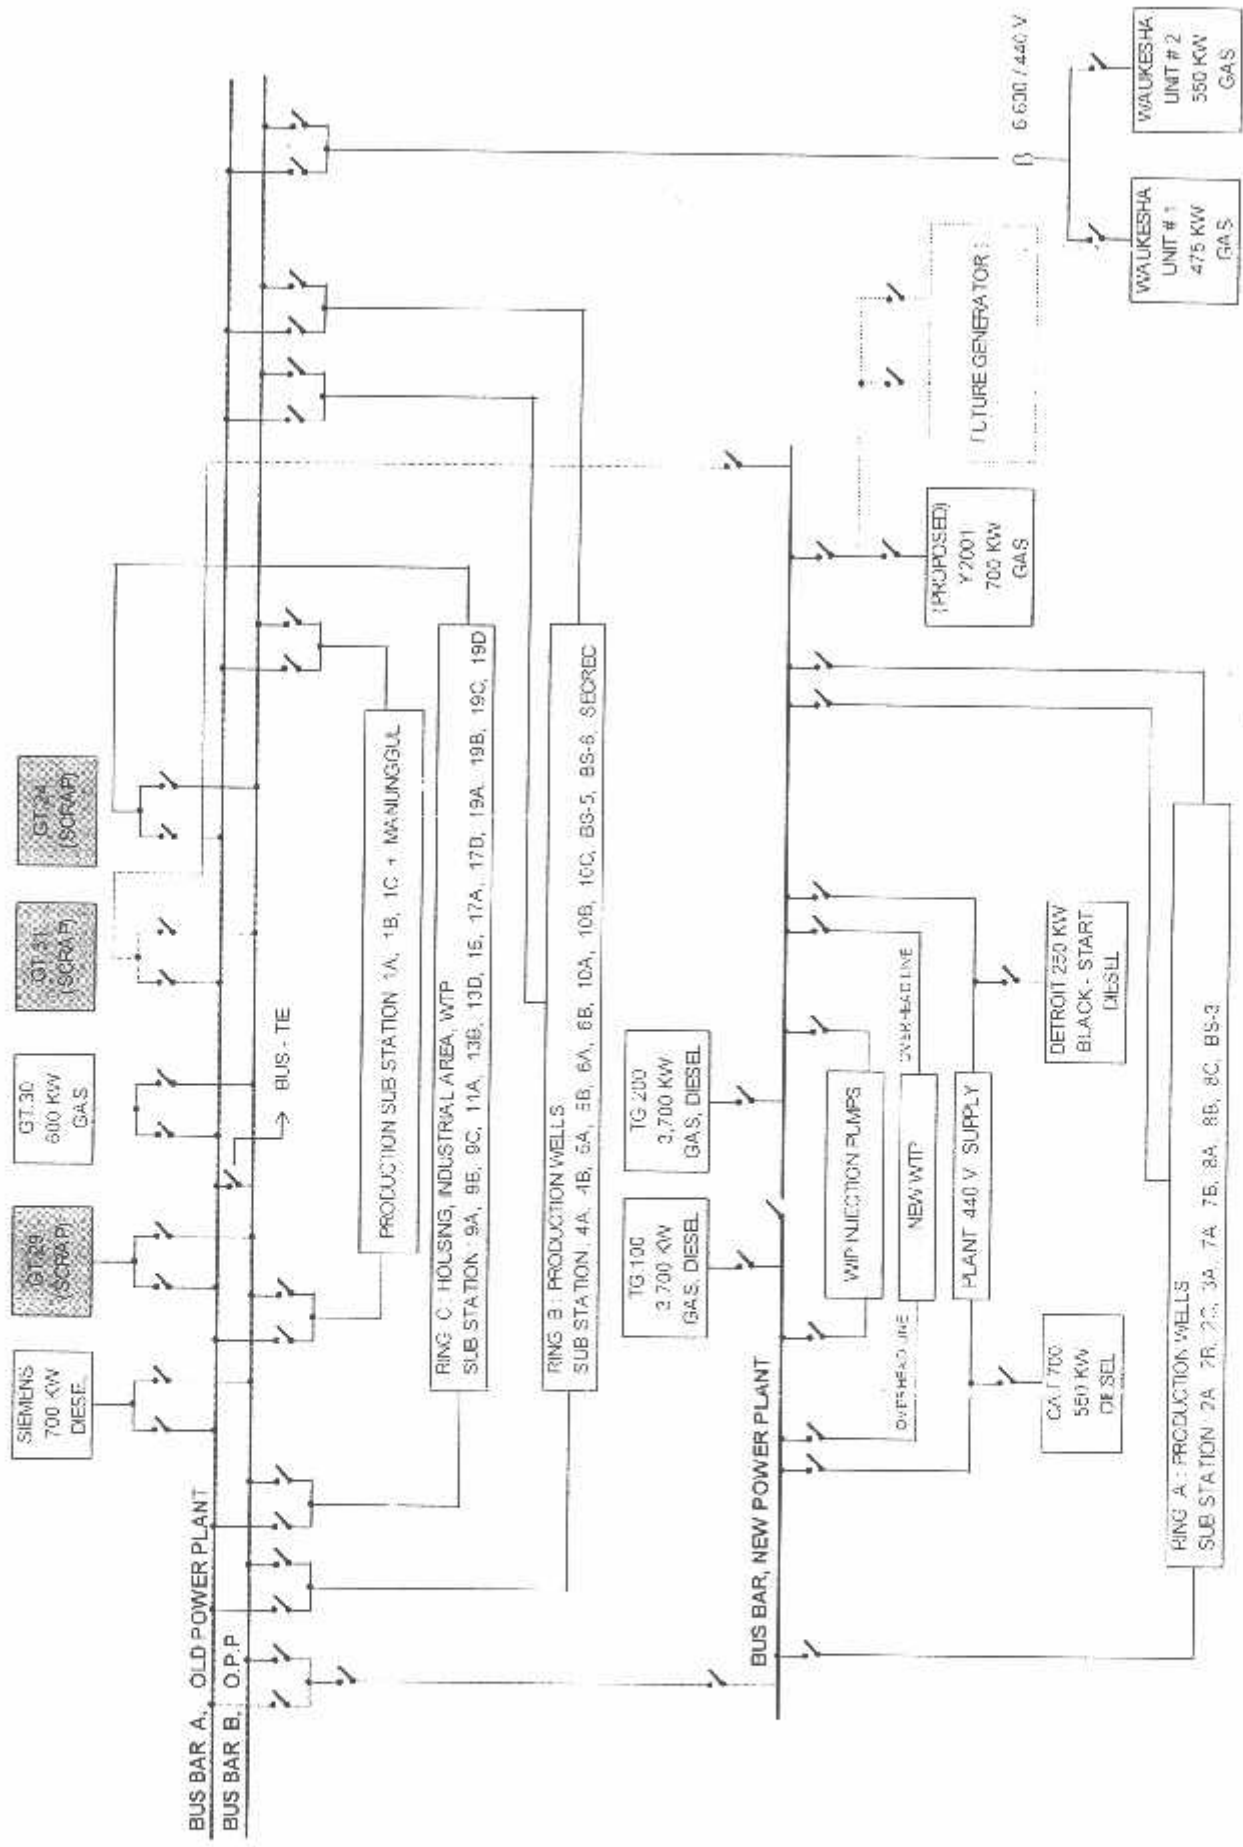 SIEMENS
700 KW
DIESEL
GT.29
(SCRAP)
GT.30
600 KW
GAS
GT.31
(SCRAP)
GT.24
(SCRAP)
BUS BAR A, OLD POWER PLANT
BUS BAR B, O.P.P
BUS - TIE
PRODUCTION SUB STATION 1A, 1B, 1C + MANUNGGUL
RING C : HOUSING, INDUSTRIAL AREA, WTP
SUB STATION : 9A, 9B, 9C, 11A, 13B, 13D, 15, 17A, 17D, 19A, 19B, 19C, 19D
RING B : PRODUCTION WELLS
SUB STATION : 4A, 4B, 5A, 5B, 6A, 6B, 10A, 10B, 10C, BS-5, BS-6, SECREC
TG.100
3,700 KW
GAS, DIESEL
TG.200
3,700 KW
GAS, DIESEL
BUS BAR, NEW POWER PLANT
WIP INJECTION PUMPS
OVERHEAD LINE
NEW WTP
OVERHEAD LINE
PLANT 440 V SUPPLY
CAT 700
550 KW
DIESEL
DETROIT 250 KW
BLACK - START
DIESEL
(PROPOSED)
Y2001
700 KW
GAS
FUTURE GENERATOR
6.600 / 440 V
WAUKESHA
UNIT # 1
475 KW
GAS
WAUKESHA
UNIT # 2
550 KW
GAS
RING A : PRODUCTION WELLS
SUB STATION : 2A, 2B, 2C, 3A, 7A, 7B, 8A, 8B, 8C, BS-3